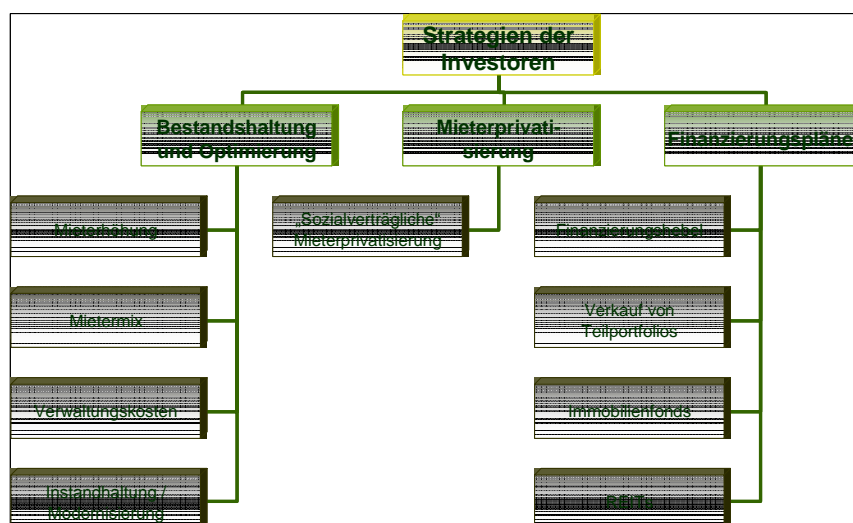 Strategien der
Investoren
Bestandshaltung
und Optimierung
Mieterprivati-
sierung
Finanzierungspläne
Mieterhöhung
„Sozialverträgliche“
Mieterprivatisierung
Finanzierungshebel
Mietermix
Verkauf von
Teilportfolios
Verwaltungskosten
Immobilienfonds
Instandhaltung /
Modernisierung
REITs